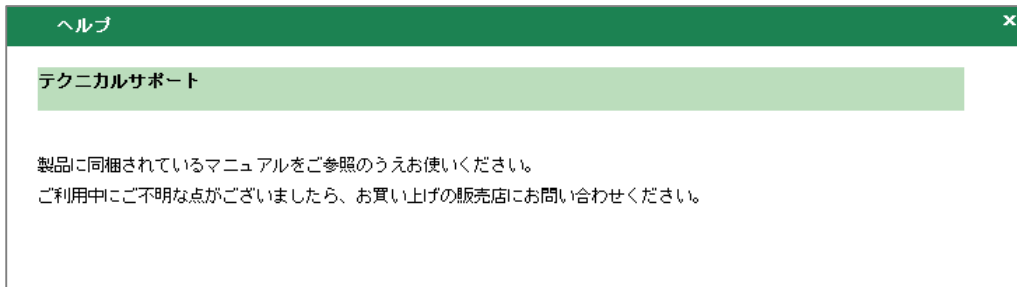 ヘルプ
×
テクニカルサポート
製品に同梱されているマニュアルをご参照のうえお使いください。
ご利用中にご不明な点がございましたら、お買い上げの販売店にお問い合わせください。